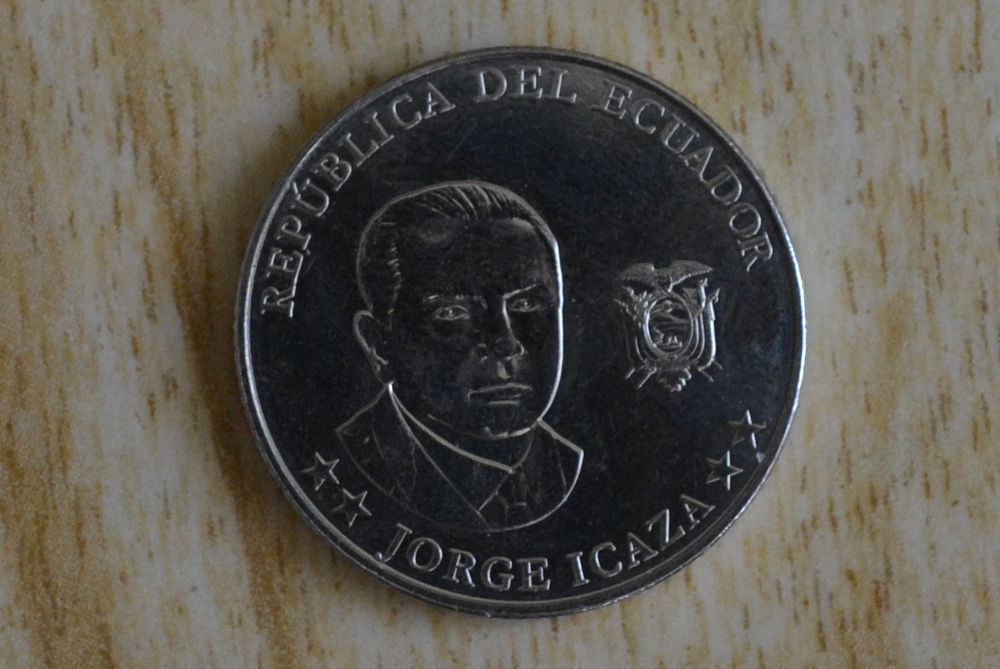 REPÚBLICA DEL ECUADOR
JORGE ICAZA